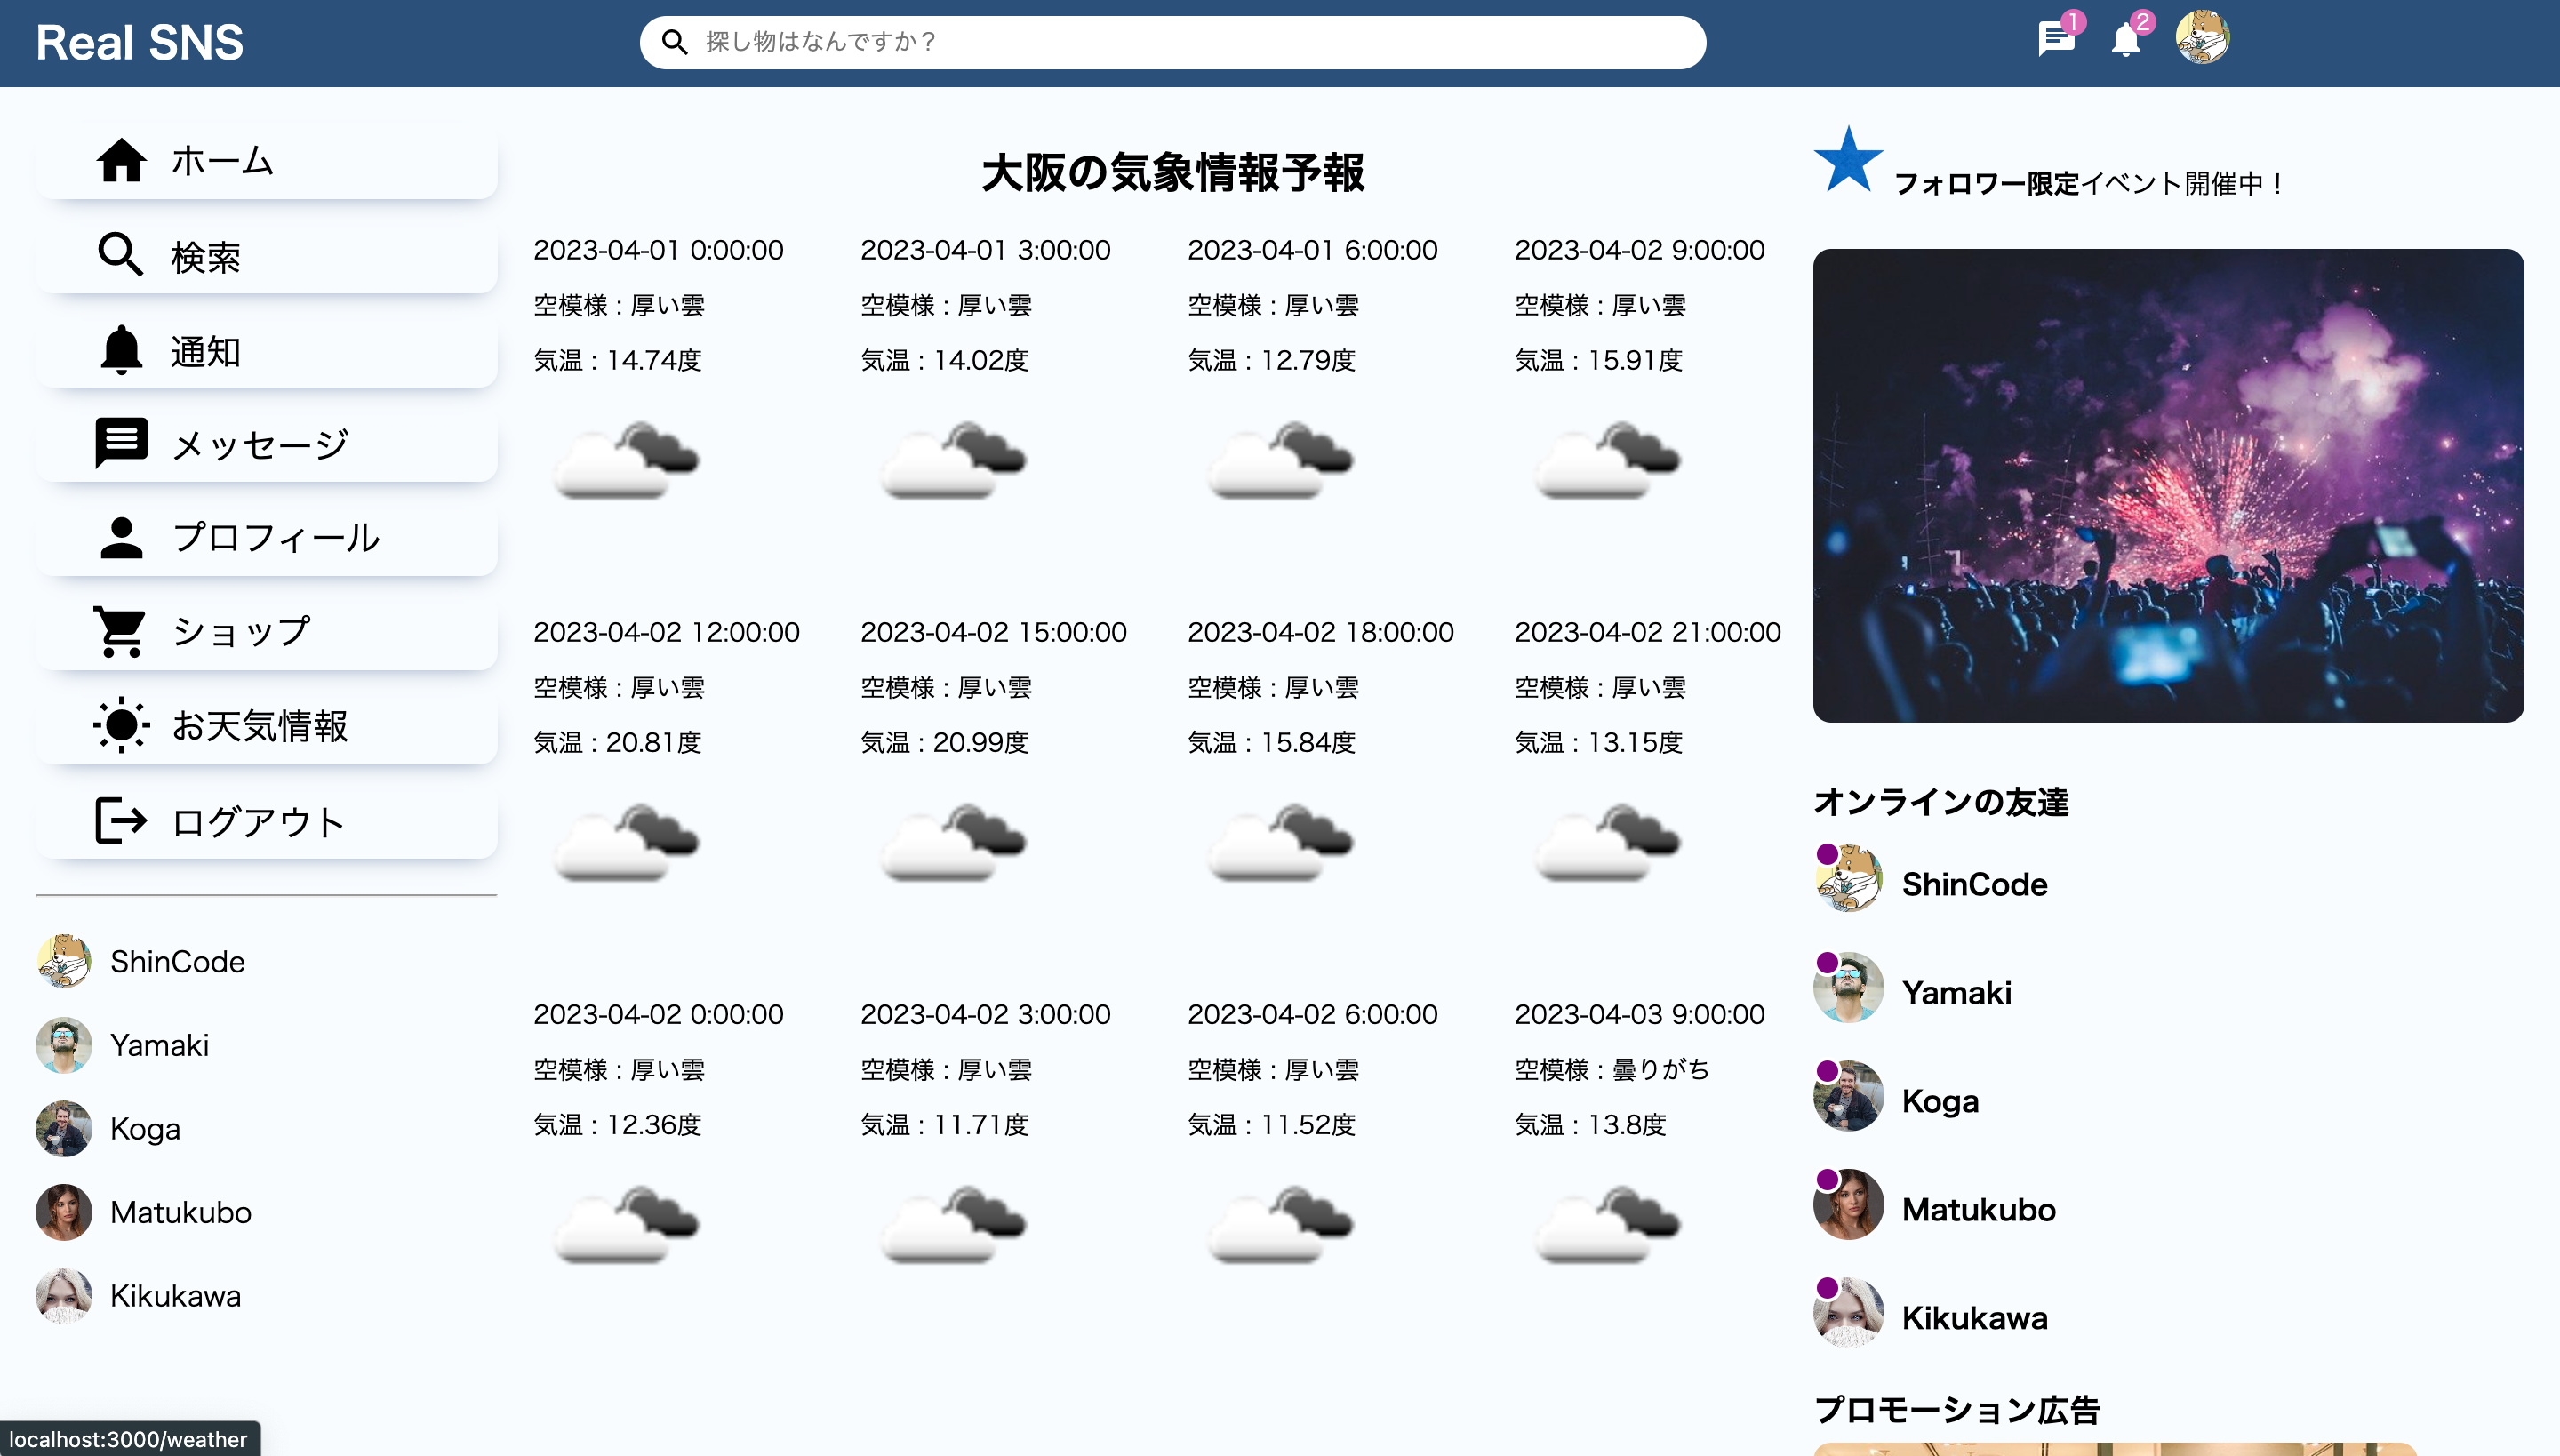 Real SNS
探し物はなんですか？
1
2
ホーム
検索
通知
メッセージ
プロフィール
ショップ
お天気情報
ログアウト
ShinCode
Yamaki
Koga
Matukubo
Kikukawa
大阪の気象情報予報
2023-04-01 0:00:00
空模様 : 厚い雲
気温 : 14.74度
2023-04-01 3:00:00
空模様 : 厚い雲
気温 : 14.02度
2023-04-01 6:00:00
空模様 : 厚い雲
気温 : 12.79度
2023-04-02 9:00:00
空模様 : 厚い雲
気温 : 15.91度
2023-04-02 12:00:00
空模様 : 厚い雲
気温 : 20.81度
2023-04-02 15:00:00
空模様 : 厚い雲
気温 : 20.99度
2023-04-02 18:00:00
空模様 : 厚い雲
気温 : 15.84度
2023-04-02 21:00:00
空模様 : 厚い雲
気温 : 13.15度
2023-04-02 0:00:00
空模様 : 厚い雲
気温 : 12.36度
2023-04-02 3:00:00
空模様 : 厚い雲
気温 : 11.71度
2023-04-02 6:00:00
空模様 : 厚い雲
気温 : 11.52度
2023-04-03 9:00:00
空模様 : 曇りがち
気温 : 13.8度
フォロワー限定イベント開催中！
オンラインの友達
ShinCode
Yamaki
Koga
Matukubo
Kikukawa
プロモーション広告
localhost:3000/weather